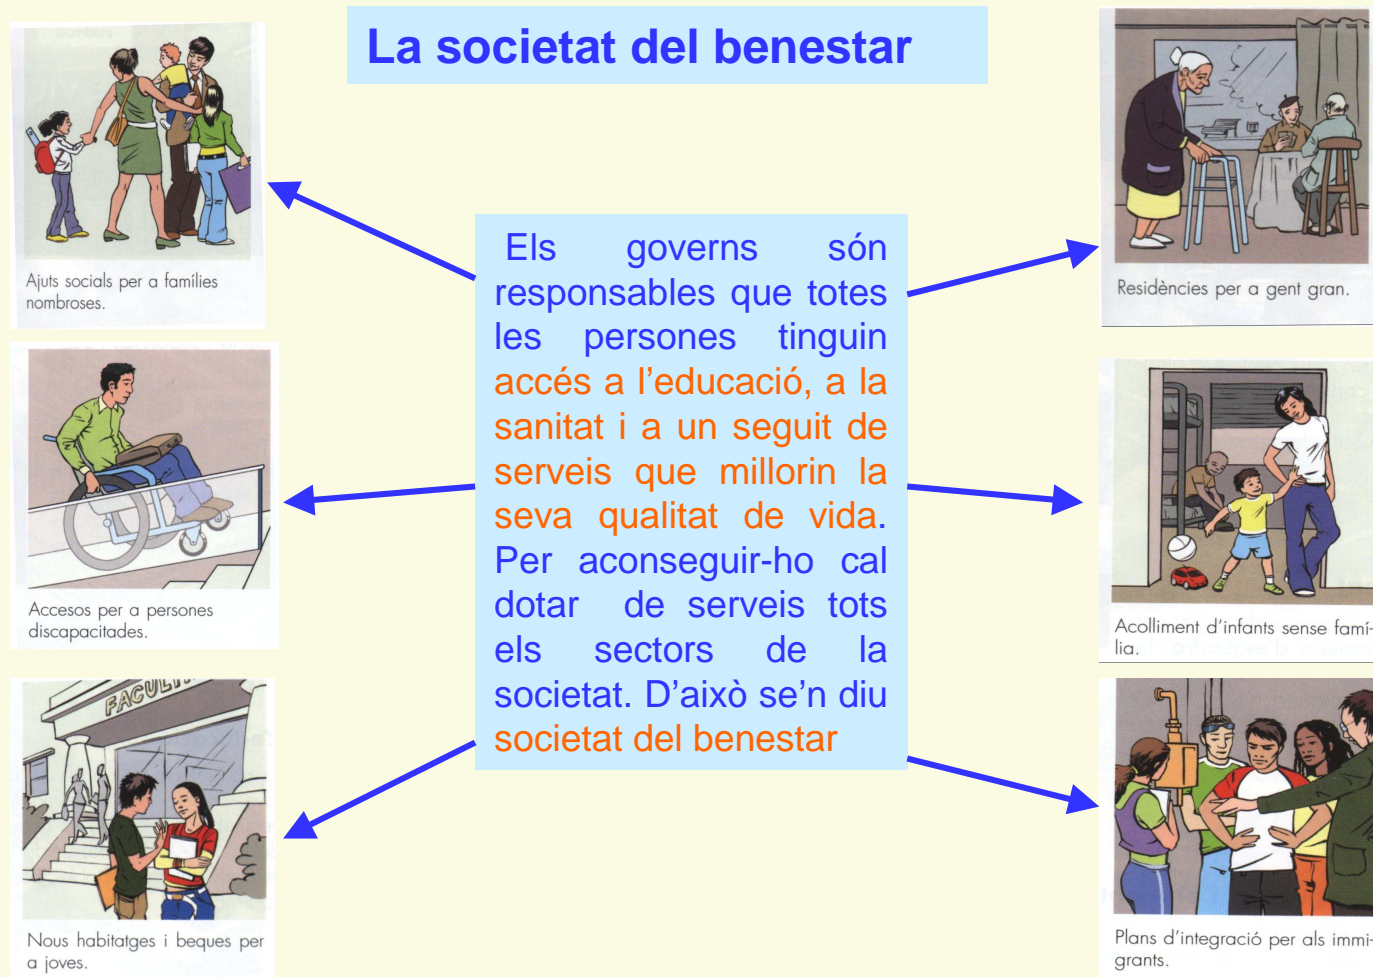 La societat del benestar
bombers
Ajuts socials per a famílies
nombroses.
Accesos per a persones
discapacitades.
FACULT
Nous habitatges i beques per
a joves.
Els governs són
responsables que totes
les persones tinguin
accés a l’educació, a la
sanitat i a un seguit de
serveis que millorin la
seva qualitat de vida.
Per aconseguir-ho cal
dotar de serveis tots
els sectors de la
societat. D’això se’n diu
societat del benestar
Residències per a gent gran.
Acolliment d’infants sense famí-
lia.
Plans d’integració per als immi-
grants.